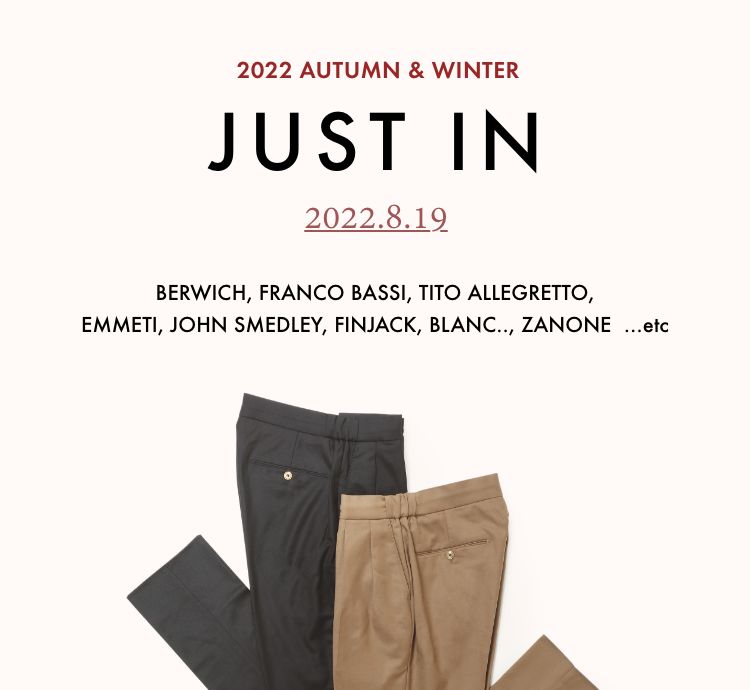 2022 AUTUMN & WINTER
JUST IN
2022.8.19
BERWICH, FRANCO BASSI, TITO ALLEGRETTO,
EMMETI, JOHN SMEDLEY, FINJACK, BLANC.., ZANONE ...etc